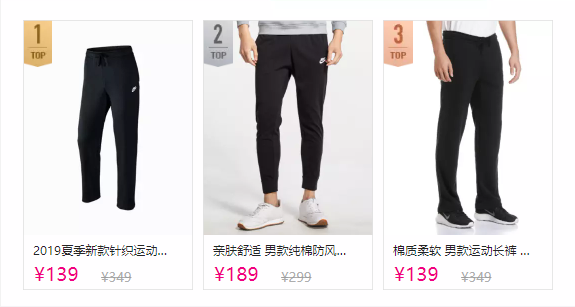 1
TOP
2
TOP
3
TOP
2019夏季新款针织运动...
¥139 ¥349
亲肤舒适 男款纯棉防风...
¥189 ¥299
棉质柔软 男款运动长裤 ...
¥139 ¥349